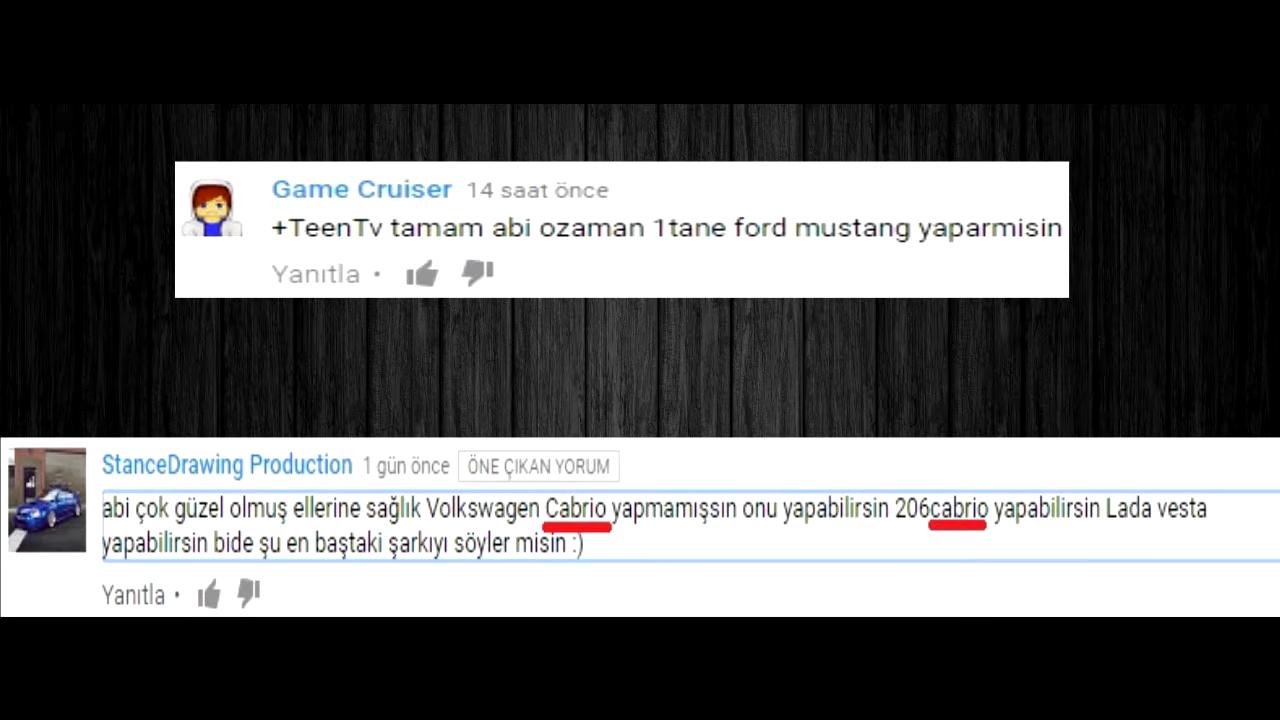 Game Cruiser 14 saat önce
+TeenTv tamam abi ozaman 1tane ford mustang yaparmisin
Yanıtla •
StanceDrawing Production 1 gün önce ÖNE ÇIKAN YORUM
abi çok güzel olmuş ellerine sağlık Volkswagen Cabrio yapmamışsın onu yapabilirsin 206cabrio yapabilirsin Lada vesta
yapabilirsin bide şu en baştaki şarkıyı söyler misin :)
Yanıtla •